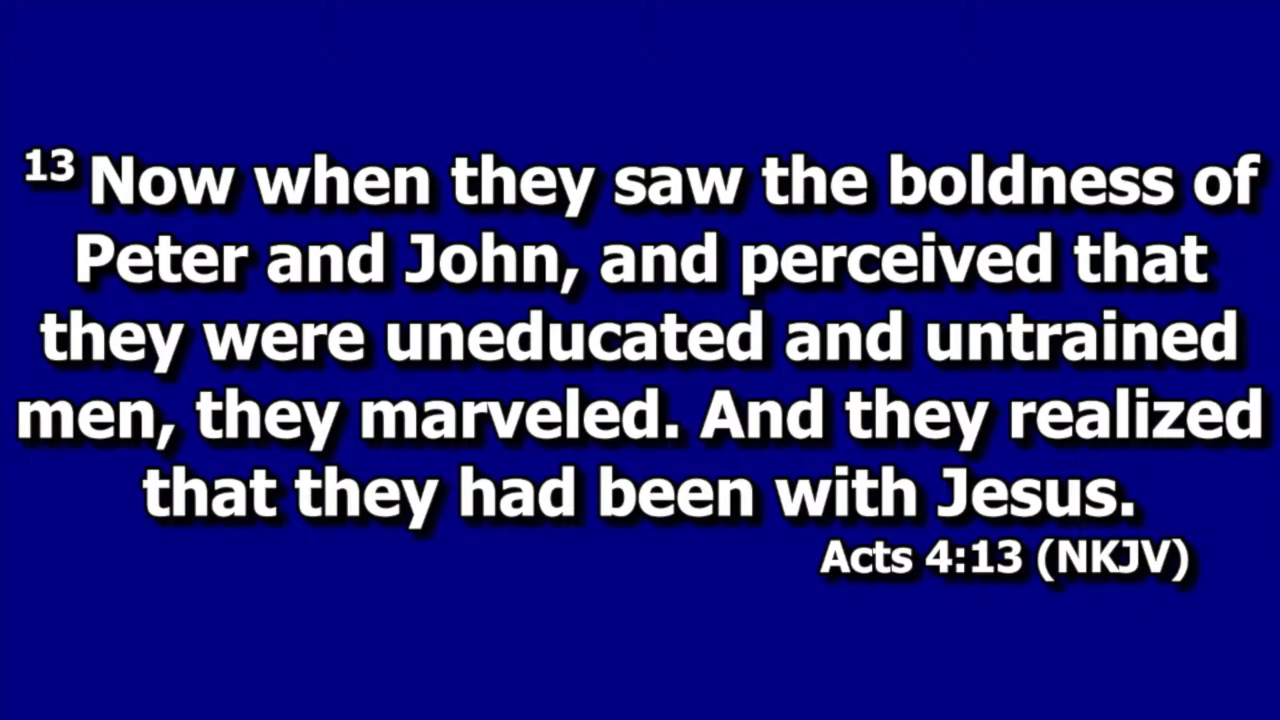 13 Now when they saw the boldness of
Peter and John, and perceived that
they were uneducated and untrained
men, they marveled. And they realized
that they had been with Jesus.
Acts 4:13 (NKJV)